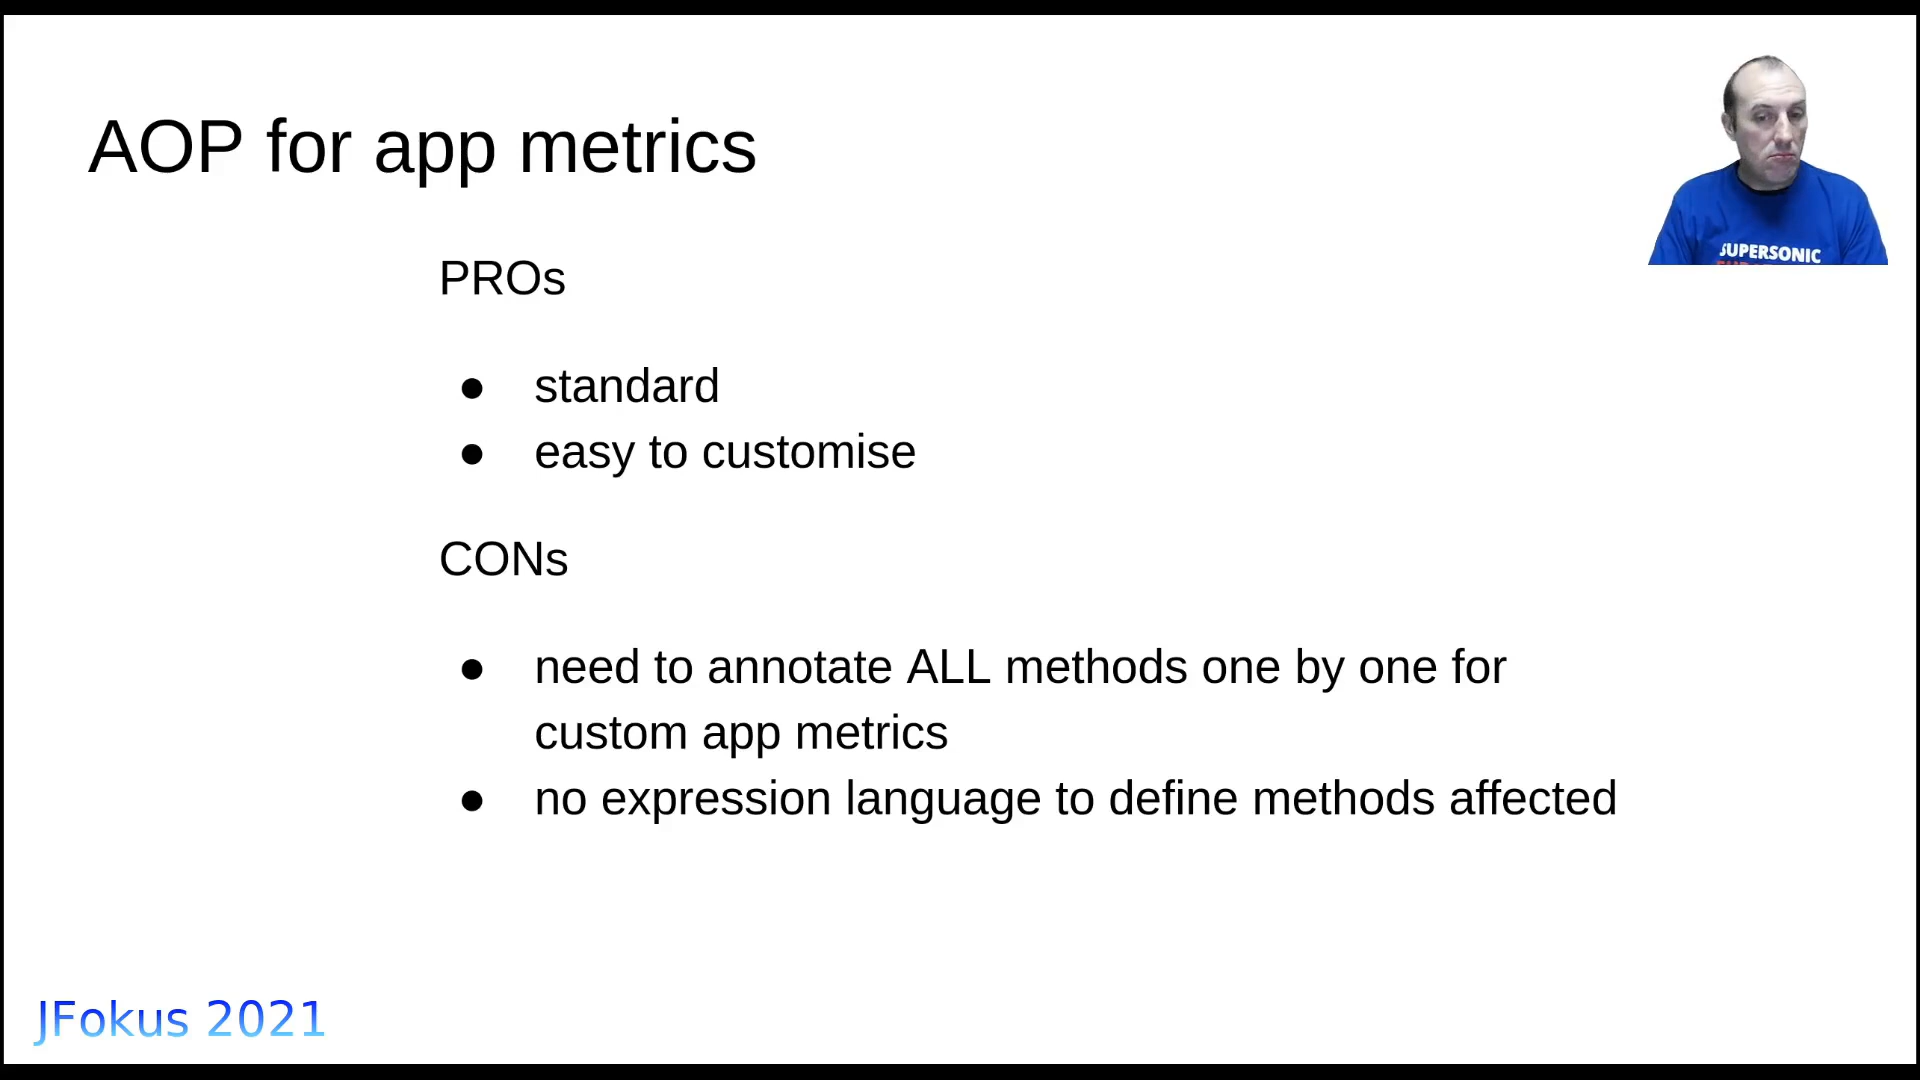 AOP for app metrics
SUPERSONIC
PROs
● standard
● easy to customise
CONs
● need to annotate ALL methods one by one for
custom app metrics
● no expression language to define methods affected
JFokus 2021